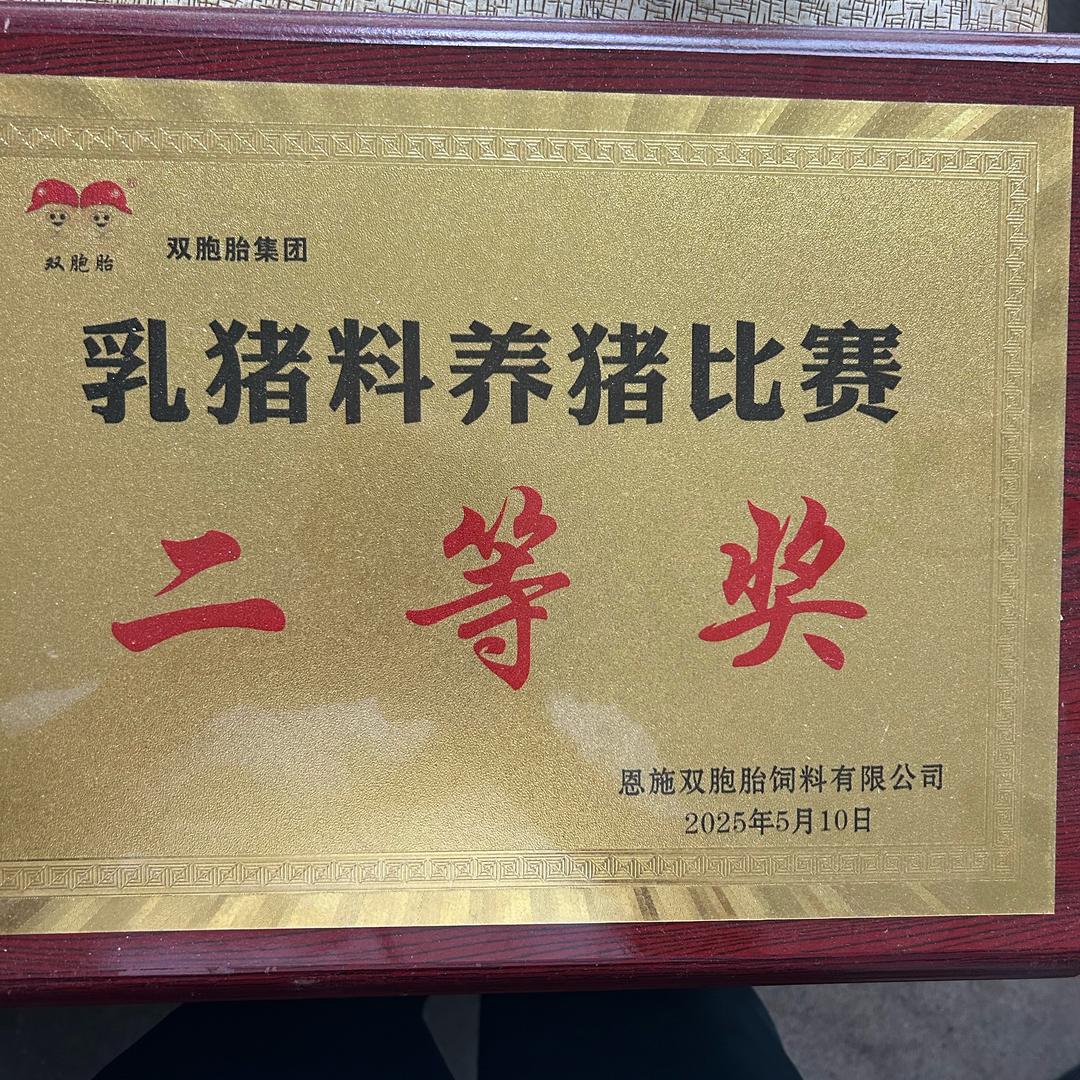 双胞胎
双胞胎集团
乳猪料养猪比赛
二等奖
恩施双胞胎饲料有限公司
2025年5月10日